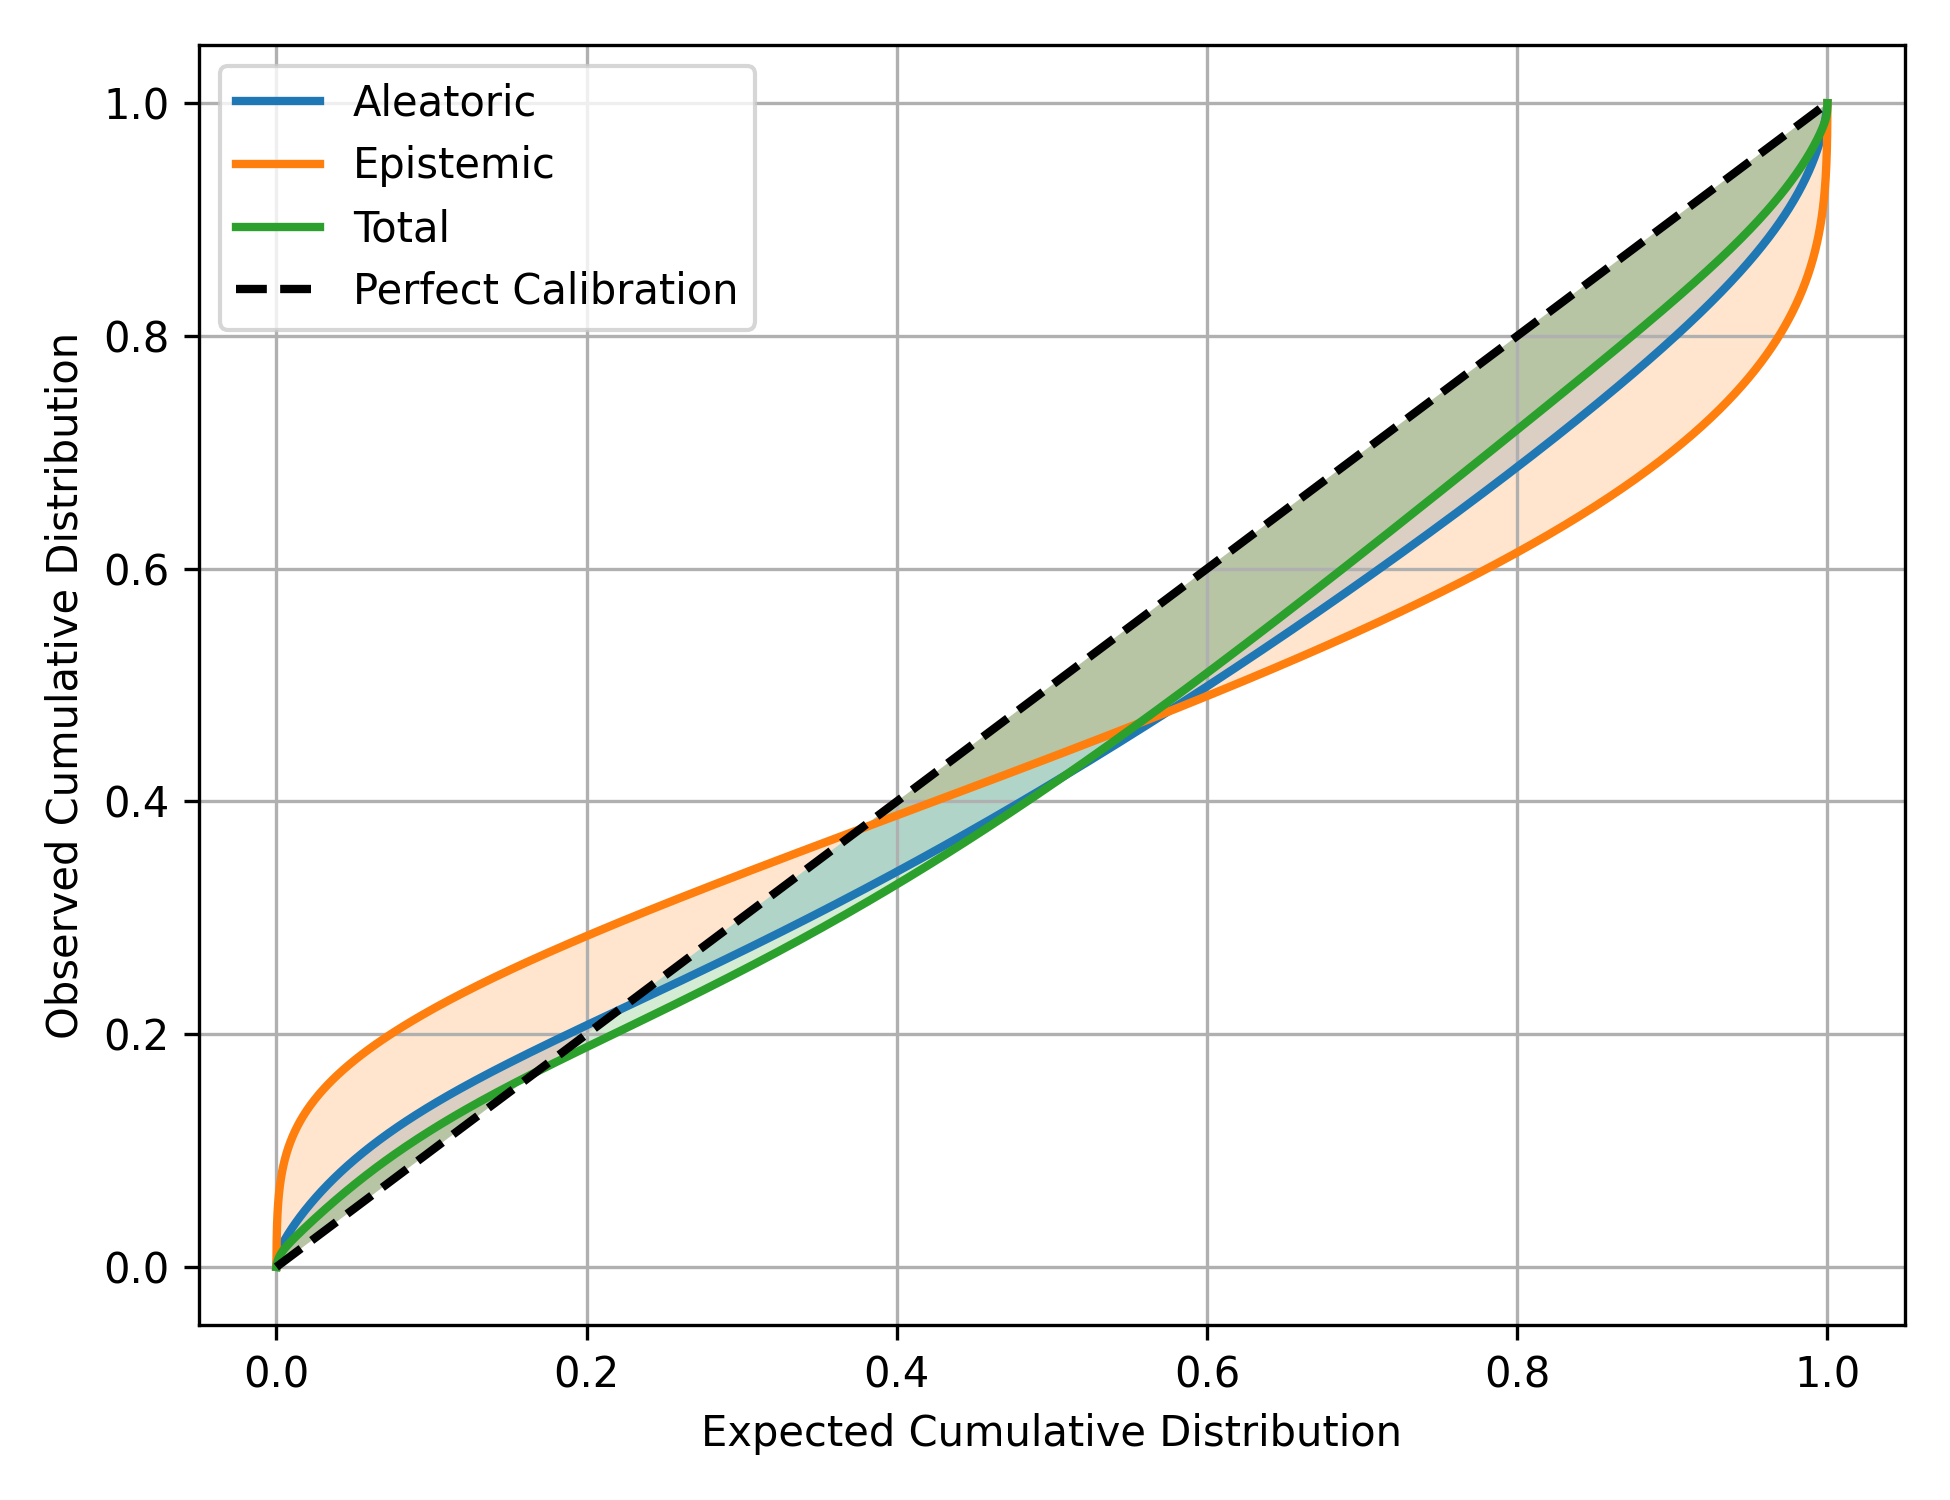 Aleatoric
Epistemic
Total
Perfect Calibration
Observed Cumulative Distribution
1.0
0.8
0.6
0.4
0.2
0.0
0.0 0.2 0.4 0.6 0.8 1.0
Expected Cumulative Distribution